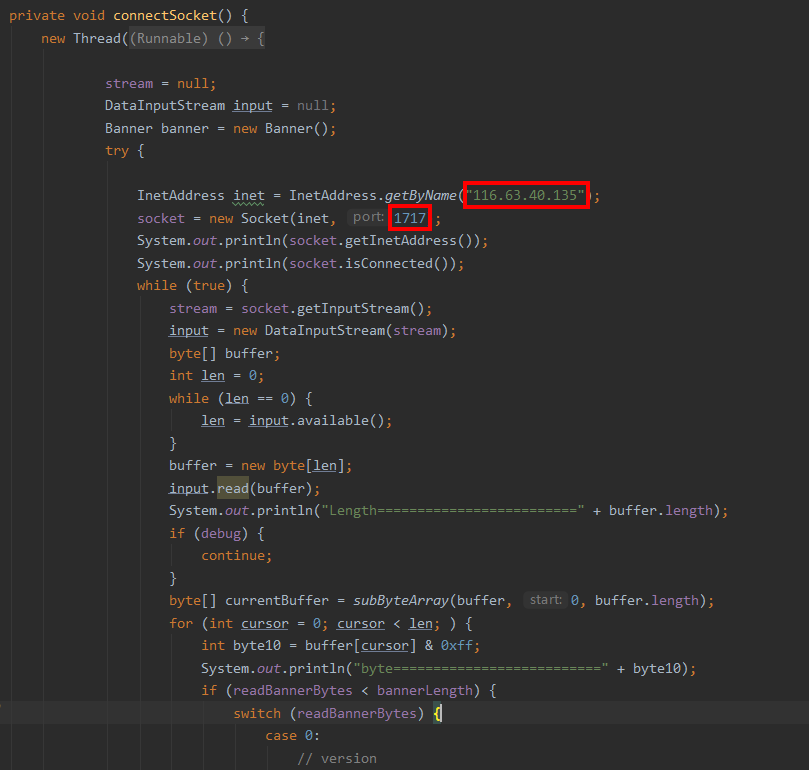 private void connectSocket() {
new Thread((Runnable) () → {
stream = null;
DataInputStream input = null;
Banner banner = new Banner();
try {
InetAddress inet = InetAddress.getByName("116.63.40.135");
socket = new Socket(inet, port: 1717);
System.out.println(socket.getInetAddress());
System.out.println(socket.isConnected());
while (true) {
stream = socket.getInputStream();
input = new DataInputStream(stream);
byte[] buffer;
int len = 0;
while (len == 0) {
len = input.available();
}
buffer = new byte[len];
input.read(buffer);
System.out.println("Length=========================" + buffer.length);
if (debug) {
continue;
}
byte[] currentBuffer = subByteArray(buffer, start: 0, buffer.length);
for (int cursor = 0; cursor < len; ) {
int byte10 = buffer[cursor] & 0xff;
System.out.println("byte==========================" + byte10);
if (readBannerBytes < bannerLength) {
switch (readBannerBytes) {
case 0:
// version